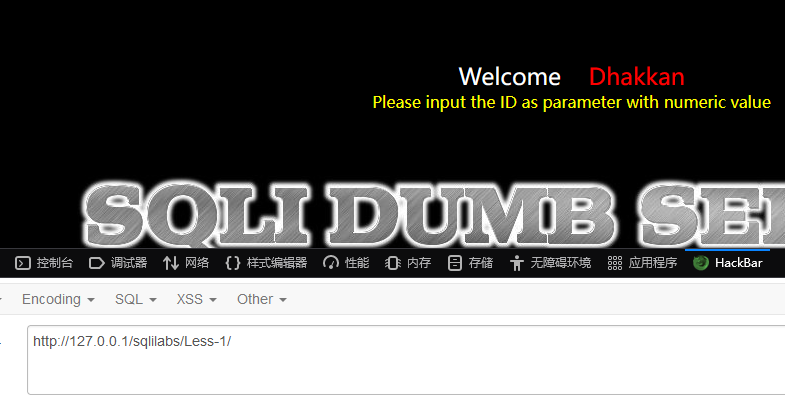 Welcome Dhakkan
Please input the ID as parameter with numeric value
SQLI DUMB SE
控制台 调试器 网络 样式编辑器 性能 内存 存储 无障碍环境 应用程序 HackBar
Encoding SQL XSS Other
http://127.0.0.1/sqlilabs/Less-1/